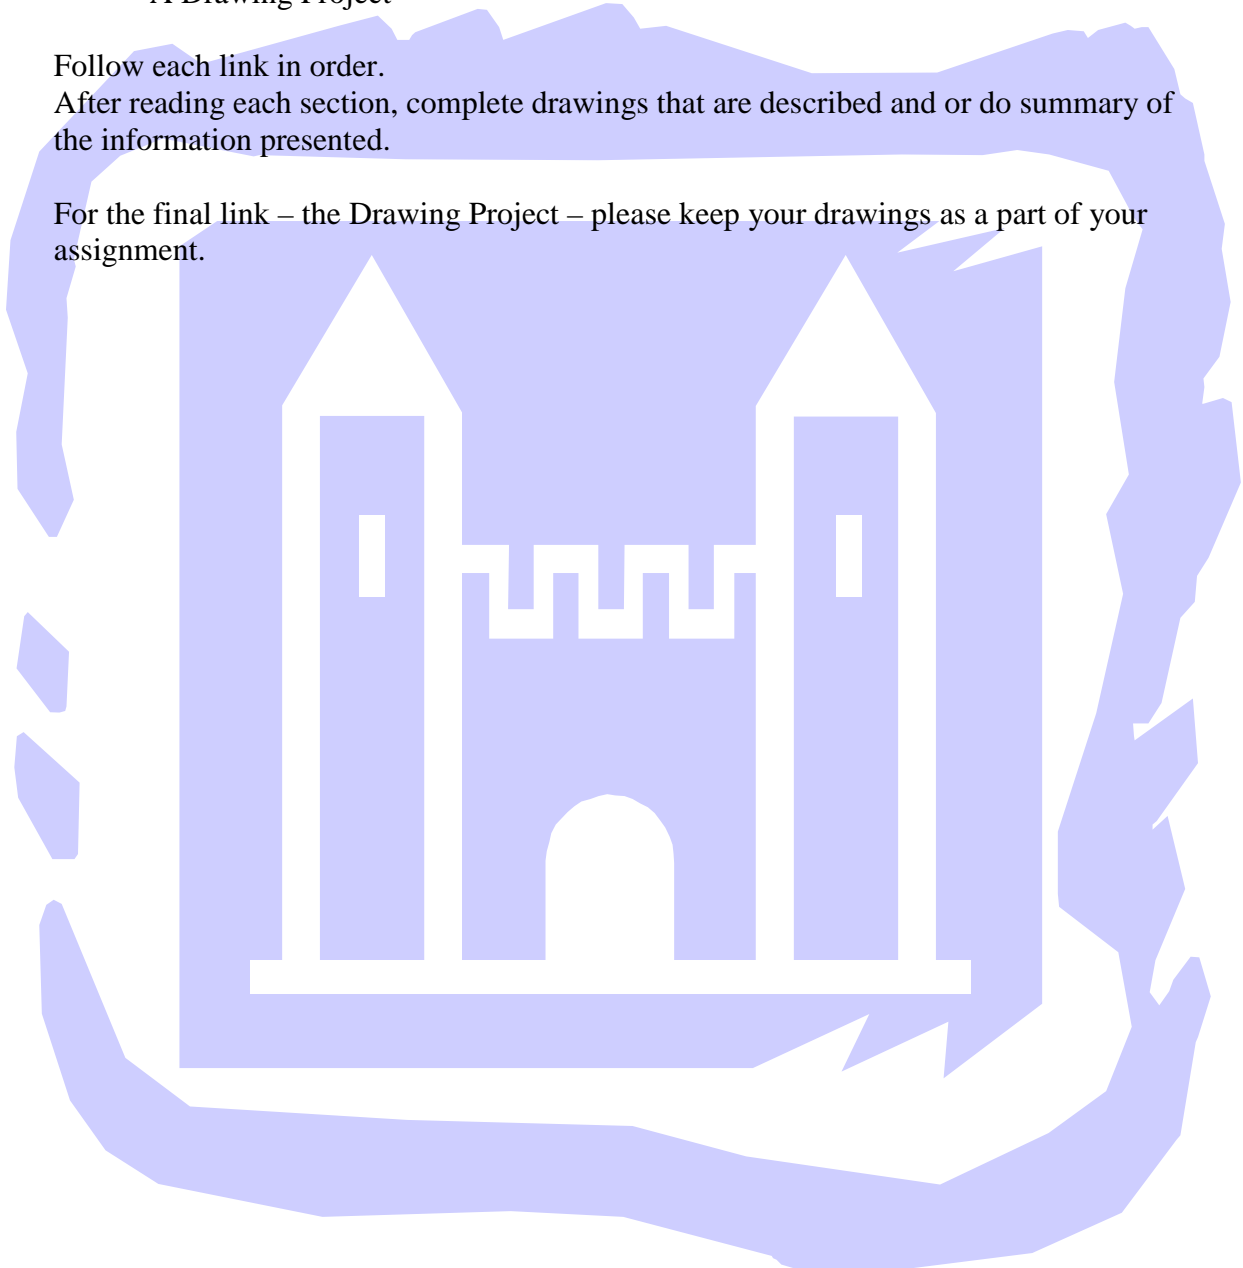 A Drawing Project
Follow each link in order.
After reading each section, complete drawings that are described and or do summary of
the information presented.
For the final link – the Drawing Project – please keep your drawings as a part of your
assignment.